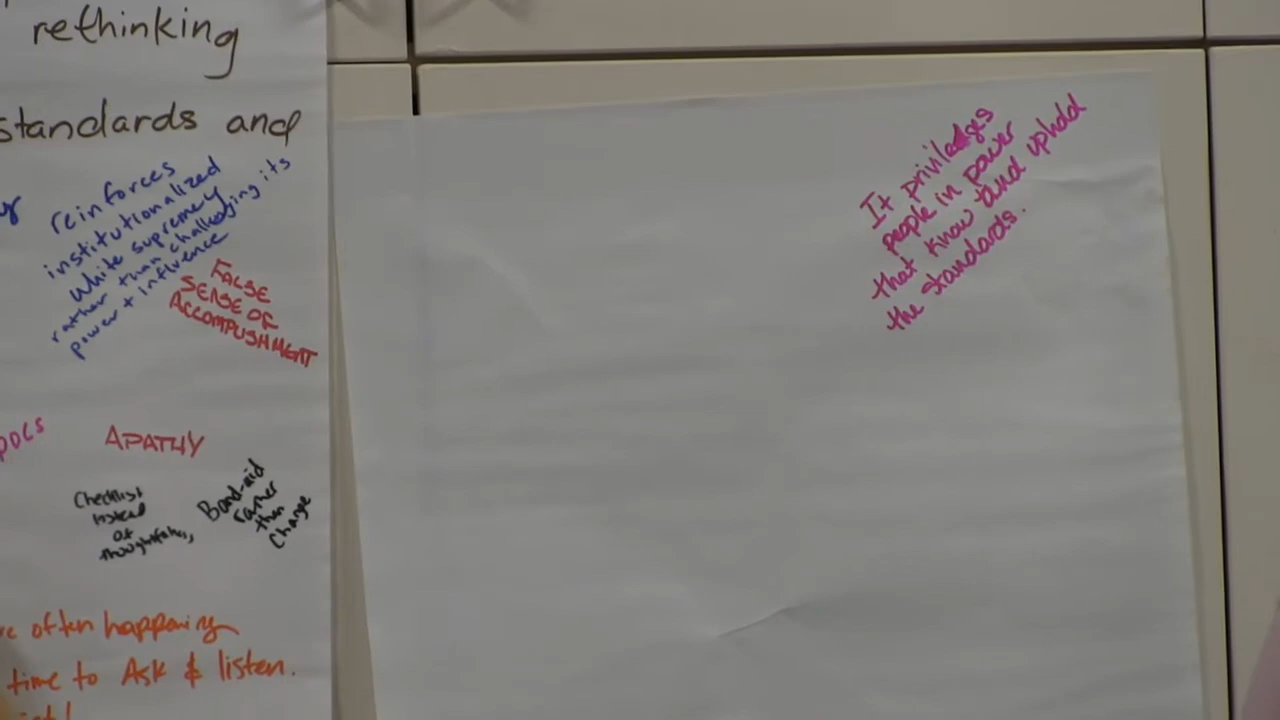 rethinking
standards and
reinforces
institutionalized
white supremacy
rather than challenging its
power + influence
FALSE
SENSE OF
ACCOMPLISHMENT
APATHY
Checklist
instead
of
thoughtfulness
Band-aid
rather
than
Change
often happening
time to Ask & listen.
It privileges
people in power
that know and uphold
the standards.